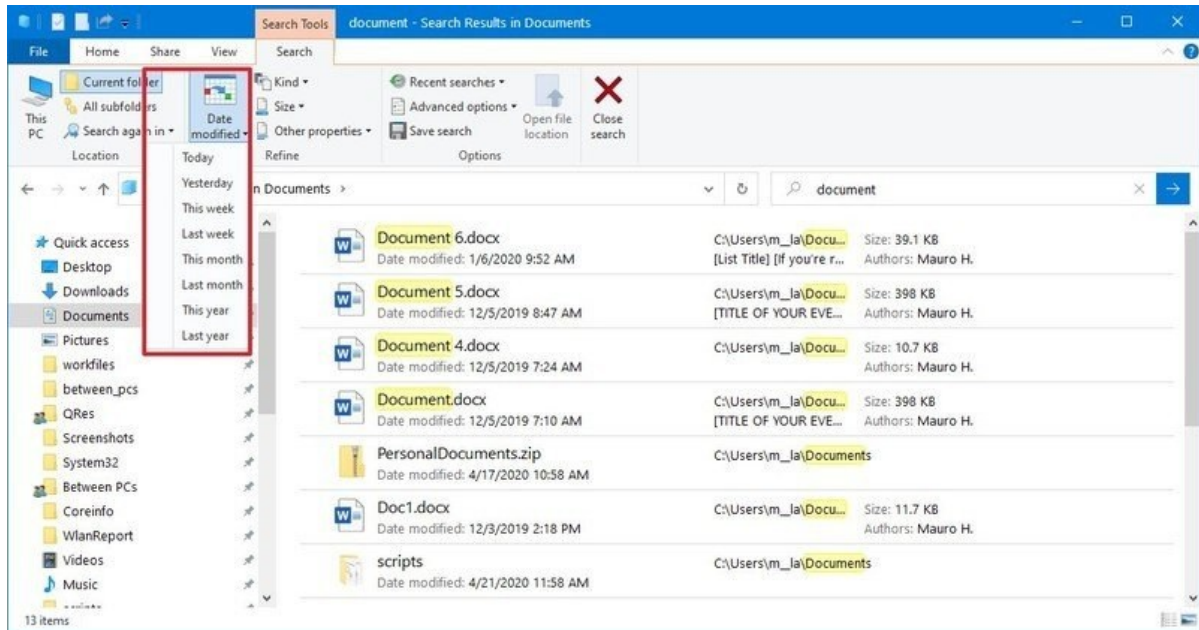 Search Tools document - Search Results in Documents
File Home Share View Search
Current folder
All subfolders
Search again in
This PC
Location
Date modified
Kind
Size
Other properties
Refine
Recent searches
Advanced options
Save search
Open file location
Options
Close search
Today
Yesterday
This week
Last week
This month
Last month
This year
Last year
n Documents
document
Quick access
Desktop
Downloads
Documents
Pictures
workfiles
between_pcs
QRes
Screenshots
System32
Between PCs
Coreinfo
WlanReport
Videos
Music
Document 6.docx C:\Users\m_la\Docu... Size: 39.1 KB
Date modified: 1/6/2020 9:52 AM [List Title] [If you're r... Authors: Mauro H.
Document 5.docx C:\Users\m_la\Docu... Size: 398 KB
Date modified: 12/5/2019 8:47 AM [TITLE OF YOUR EVE... Authors: Mauro H.
Document 4.docx C:\Users\m_la\Docu... Size: 10.7 KB
Date modified: 12/5/2019 7:24 AM Authors: Mauro H.
Document.docx C:\Users\m_la\Docu... Size: 398 KB
Date modified: 12/5/2019 7:10 AM [TITLE OF YOUR EVE... Authors: Mauro H.
PersonalDocuments.zip C:\Users\m_la\Documents
Date modified: 4/17/2020 10:58 AM
Doc1.docx C:\Users\m_la\Docu... Size: 11.7 KB
Date modified: 12/3/2019 2:18 PM Authors: Mauro H.
scripts C:\Users\m_la\Documents
Date modified: 4/21/2020 11:58 AM
13 items